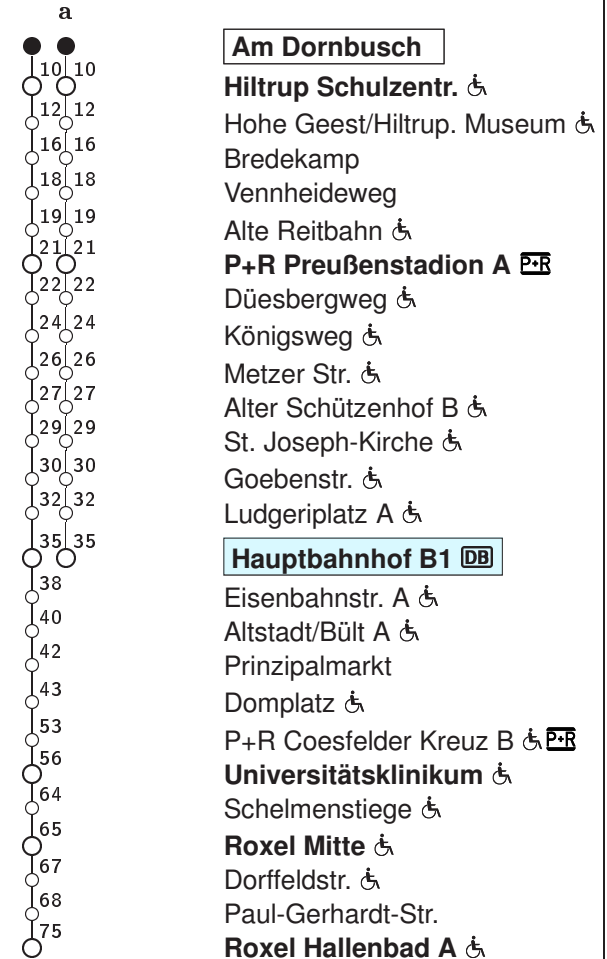 a
Am Dornbusch
10 10 Hiltrup Schulzentr.
12 12 Hohe Geest/Hiltrup. Museum
16 16 Bredekamp
18 18 Vennheideweg
19 19 Alte Reitbahn
21 21 P+R Preußenstadion A P+R
22 22 Düesbergweg
24 24 Königsweg
26 26 Metzer Str.
27 27 Alter Schützenhof B
29 29 St. Joseph-Kirche
30 30 Goebenstr.
32 32 Ludgeriplatz A
35 35 Hauptbahnhof B1 DB
38 Eisenbahnstr. A
40 Altstadt/Bült A
42 Prinzipalmarkt
43 Domplatz
53 P+R Coesfelder Kreuz B P+R
56 Universitätsklinikum
64 Schelmenstiege
65 Roxel Mitte
67 Dorffeldstr.
68 Paul-Gerhardt-Str.
75 Roxel Hallenbad A